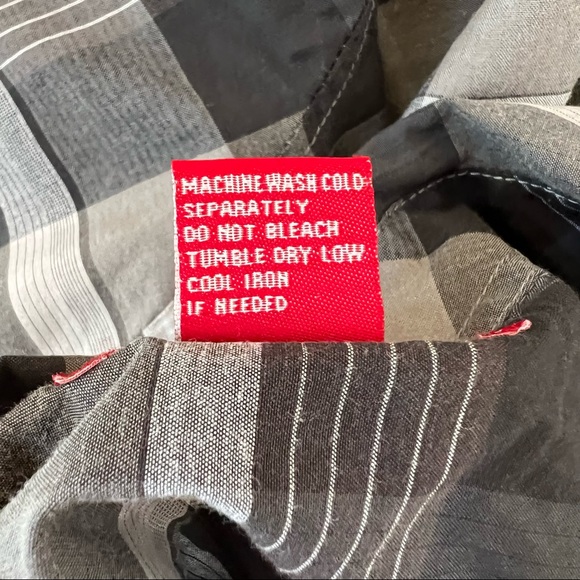 MACHINE WASH COLD
SEPARATELY
DO NOT BLEACH
TUMBLE DRY LOW
COOL IRON
IF NEEDED